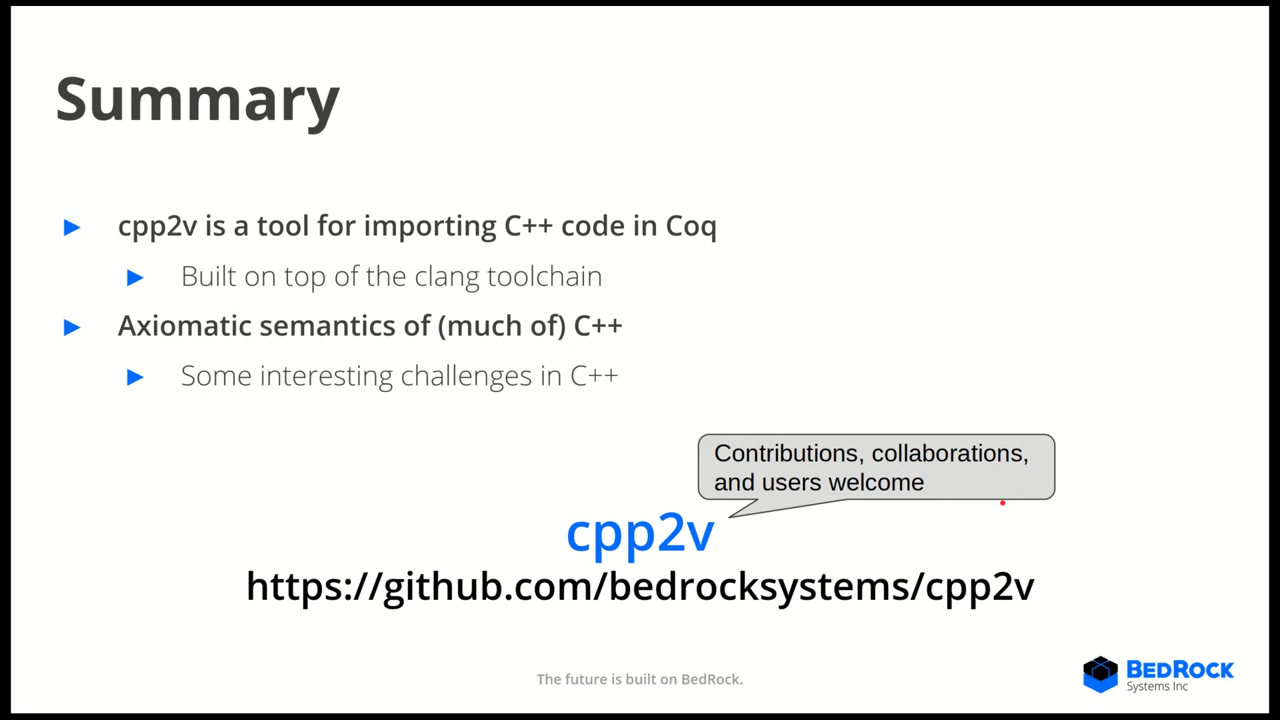 Summary
cpp2v is a tool for importing C++ code in Coq
Built on top of the clang toolchain
Axiomatic semantics of (much of) C++
Some interesting challenges in C++
Contributions, collaborations,
and users welcome
cpp2v
https://github.com/bedrocksystems/cpp2v
The future is built on BedRock.
BEDROCK
Systems Inc